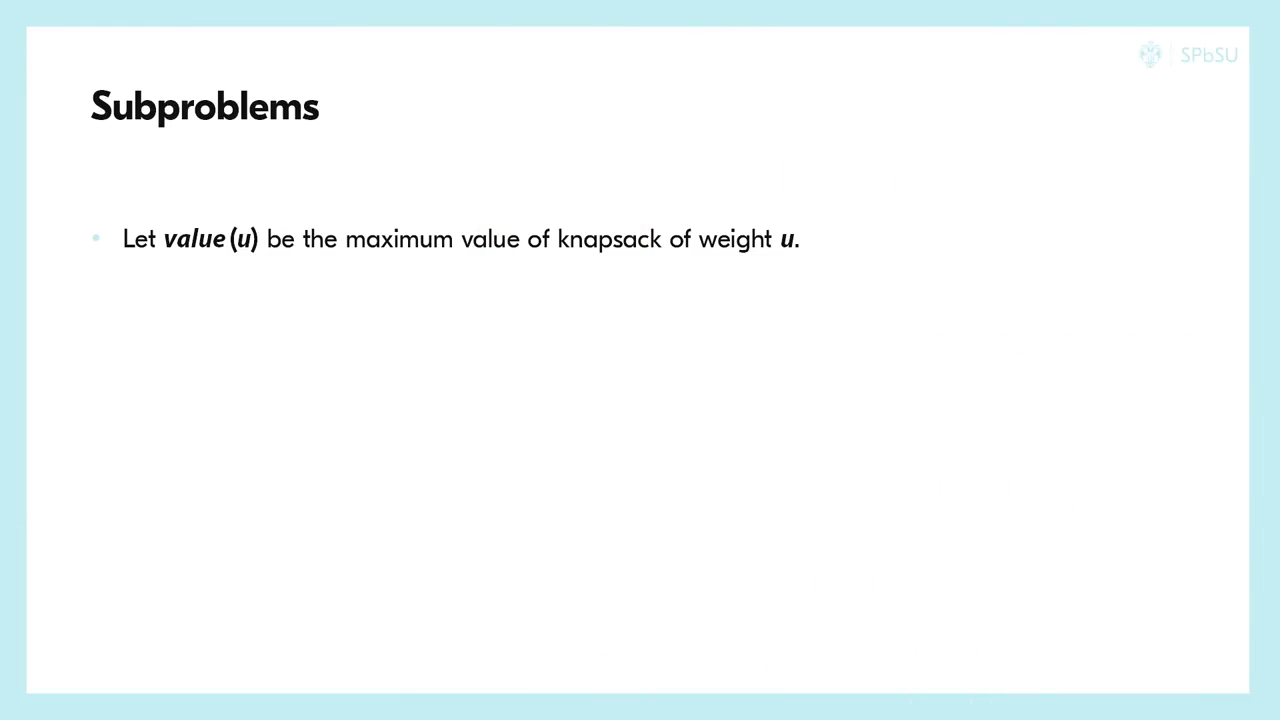 SPbSU
Subproblems
• Let value(u) be the maximum value of knapsack of weight u.